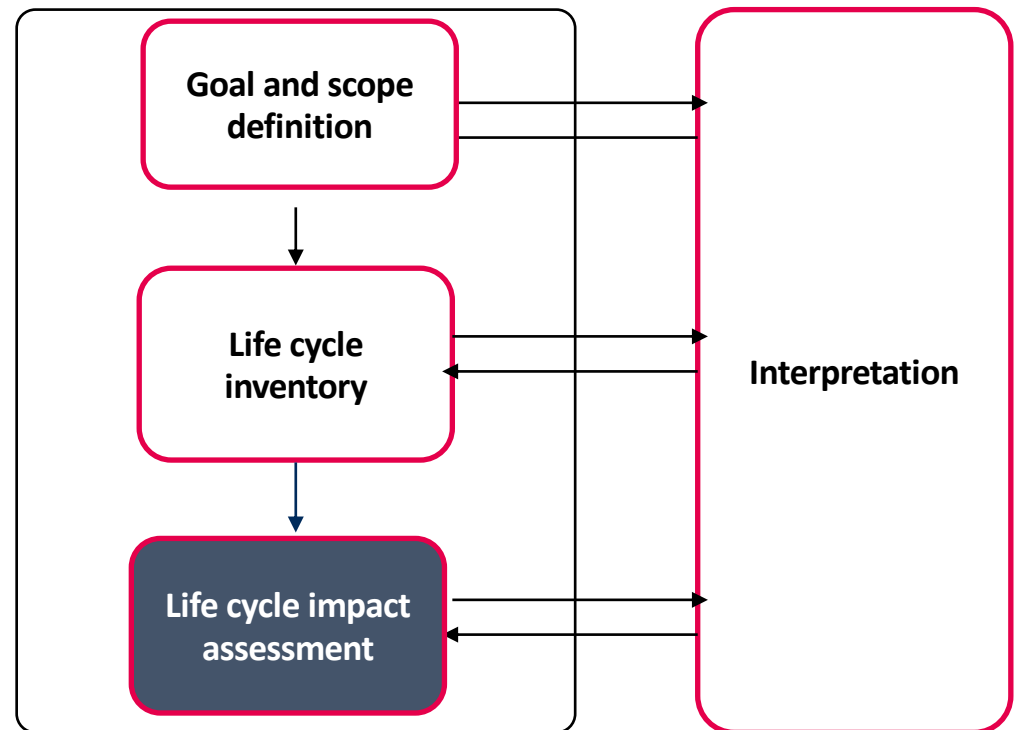 Goal and scope
definition
Life cycle
inventory
Interpretation
Life cycle impact
assessment